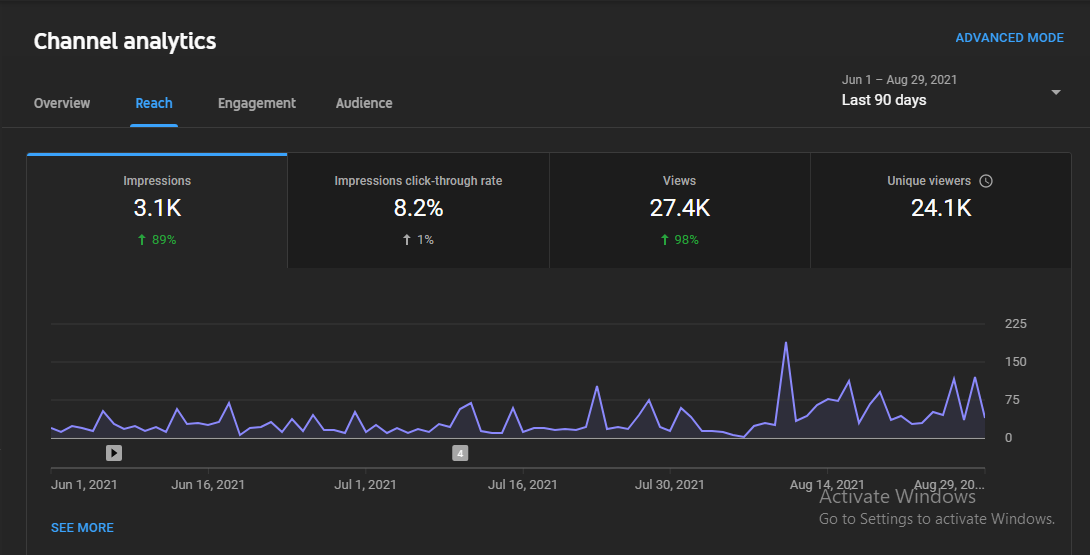 Channel analytics
ADVANCED MODE
Jun 1 – Aug 29, 2021
Last 90 days
Overview
Reach
Engagement
Audience
Impressions
3.1K
89%
Impressions click-through rate
8.2%
1%
Views
27.4K
98%
Unique viewers
24.1K
225
150
75
0
4
Jun 1, 2021
Jun 16, 2021
Jul 1, 2021
Jul 16, 2021
Jul 30, 2021
Aug 14, 2021
Aug 29, 20...
Activate Windows
Go to Settings to activate Windows.
SEE MORE